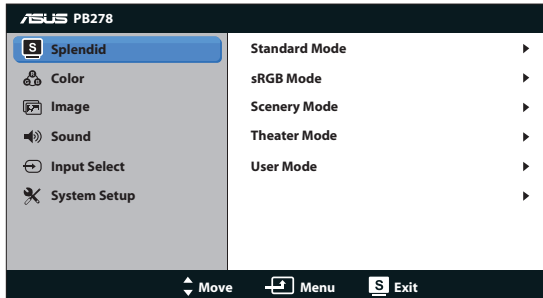 ASUS PB278
S Splendid
Standard Mode
Color
sRGB Mode
Image
Scenery Mode
Sound
Theater Mode
Input Select
User Mode
System Setup
Move Menu S Exit